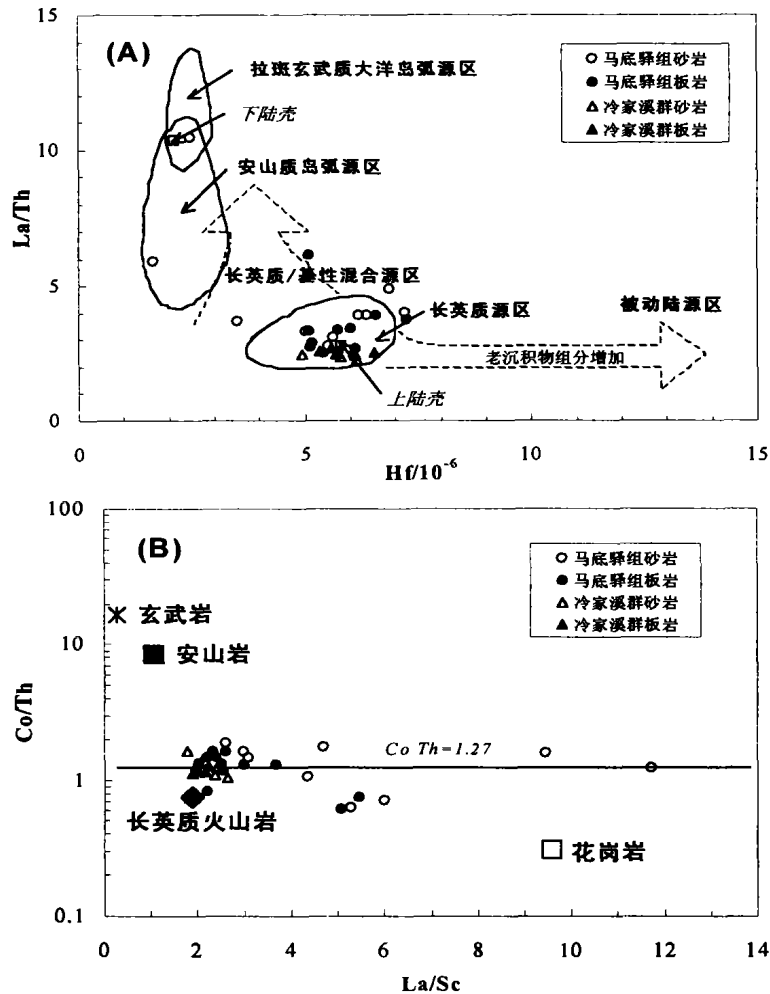 15
(A)
马底驿组砂岩
马底驿组板岩
冷家溪群砂岩
冷家溪群板岩
拉斑玄武质大洋岛弧源区
下陆壳
10
安山质岛弧源区
La/Th
长英质/基性混合源区
5
长英质源区
被动陆源区
老沉积物组分增加
上陆壳
0
0
5
10
15
Hf/10⁻⁶
100
(B)
马底驿组砂岩
马底驿组板岩
冷家溪群砂岩
冷家溪群板岩
玄武岩
10
安山岩
Co/Th
Co Th=1.27
1
长英质火山岩
花岗岩
0.1
0
2
4
6
8
10
12
14
La/Sc